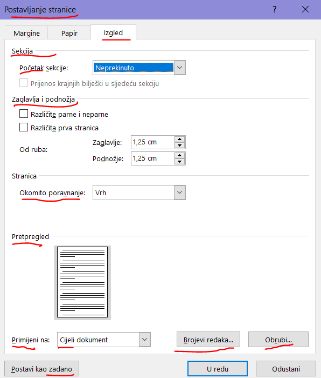 Postavljanje stranice
Margine Papir Izgled
Sekcija
Početak sekcije: Neprekinuto
Prijenos krajnjih bilješki u sljedeću sekciju
Zaglavlja i podnožja
Različite parne i neparne
Različita prva stranica
Od ruba: Zaglavlje: 1,25 cm
Podnožje: 1,25 cm
Stranica
Okomito poravnanje: Vrh
Pretpregled
Primijeni na: Cijeli dokument Brojevi redaka... Obrubi...
Postavi kao zadano U redu Odustani